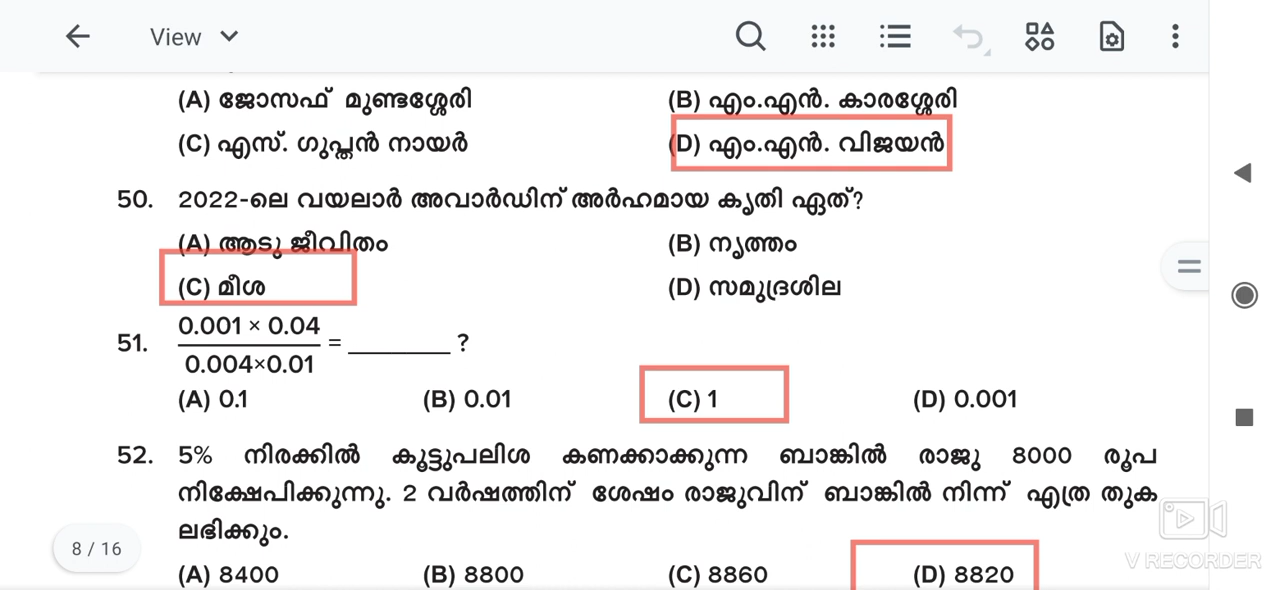 View
(A) ജോസഫ് മുണ്ടശ്ശേരി (B) എം.എൻ. കാരശ്ശേരി
(C) എസ്. ഗുപ്തൻ നായർ (D) എം.എൻ. വിജയൻ
50. 2022-ലെ വയലാർ അവാർഡിന് അർഹമായ കൃതി ഏത്?
(A) ആടു ജീവിതം (B) നൃത്തം
(C) മീശ (D) സമുദ്രശില
0.001 × 0.04
51. = ________ ?
0.004×0.01
(A) 0.1 (B) 0.01 (C) 1 (D) 0.001
52. 5% നിരക്കിൽ കൂട്ടുപലിശ കണക്കാക്കുന്ന ബാങ്കിൽ രാജു 8000 രൂപ
നിക്ഷേപിക്കുന്നു. 2 വർഷത്തിന് ശേഷം രാജുവിന് ബാങ്കിൽ നിന്ന് എത്ര തുക
ലഭിക്കും.
8 / 16
(A) 8400 (B) 8800 (C) 8860 (D) 8820
V RECORDER